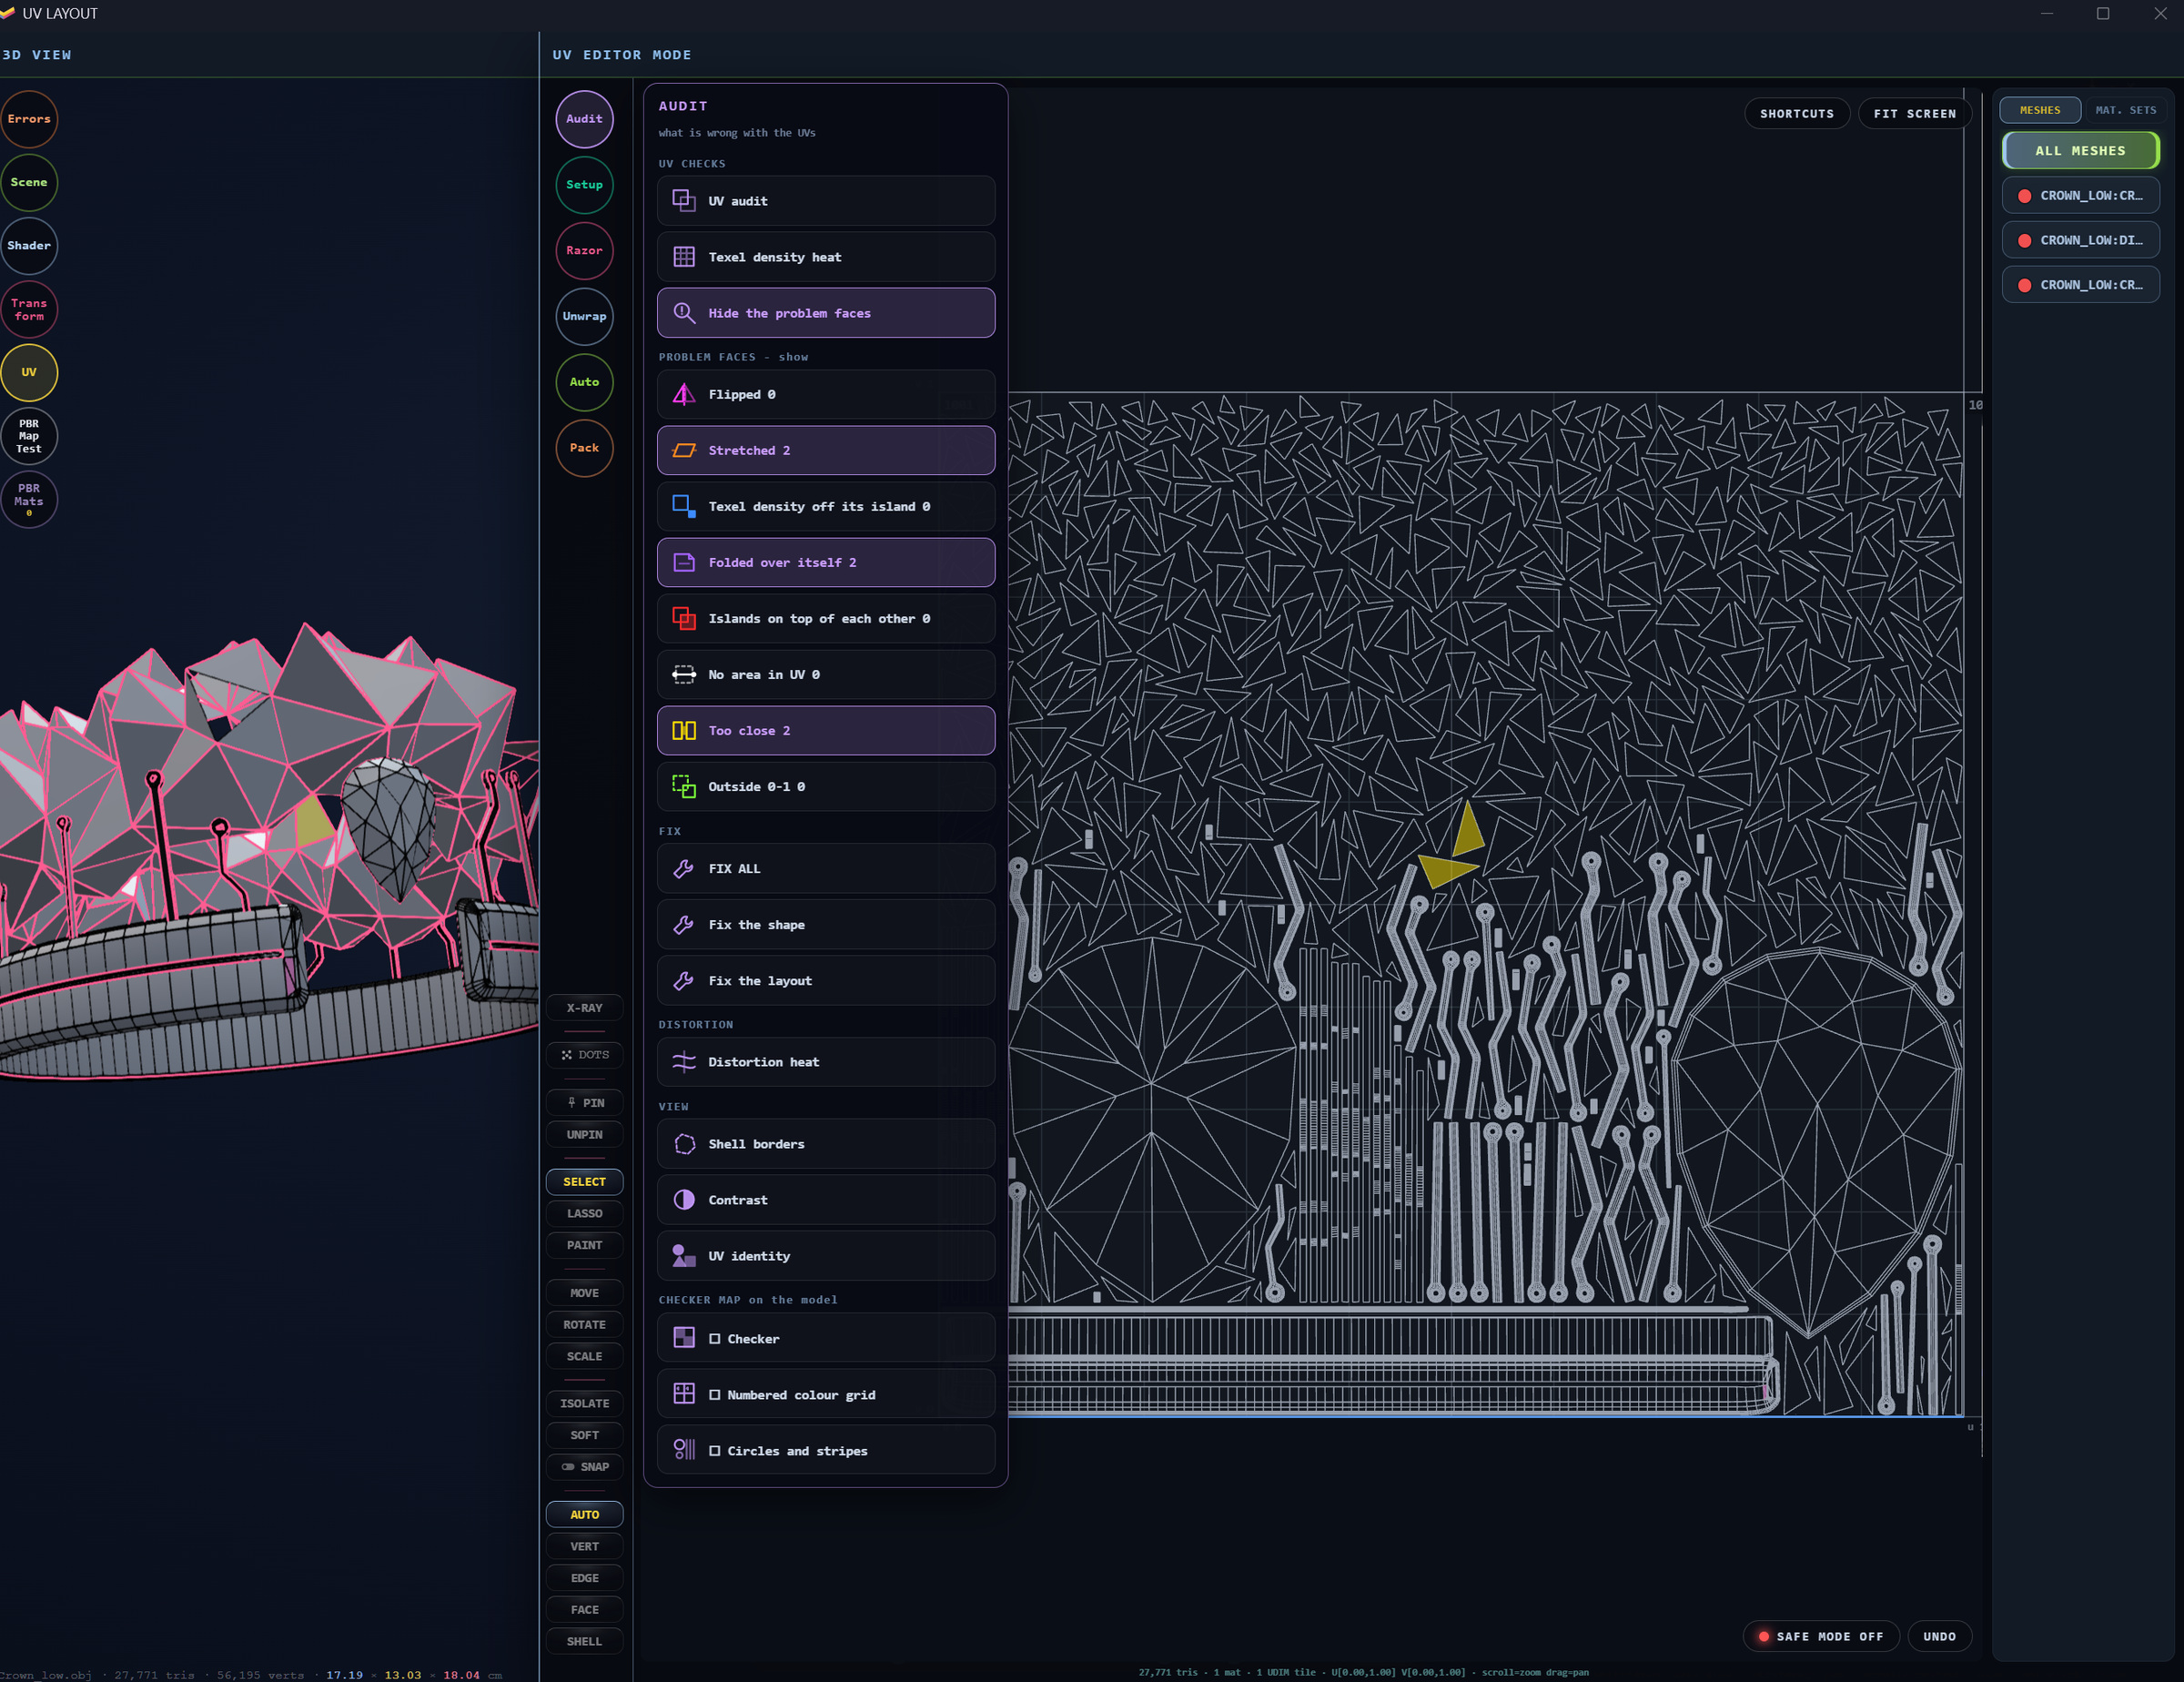 UV LAYOUT
3D VIEW
UV EDITOR MODE
Errors
Scene
Shader
Trans
form
UV
PBR
Map
Test
PBR
Mats
0
Audit
Setup
Razor
Unwrap
Auto
Pack
X-RAY
DOTS
PIN
UNPIN
SELECT
LASSO
PAINT
MOVE
ROTATE
SCALE
ISOLATE
SOFT
SNAP
AUTO
VERT
EDGE
FACE
SHELL
AUDIT
what is wrong with the UVs
UV CHECKS
UV audit
Texel density heat
Hide the problem faces
PROBLEM FACES - show
Flipped 0
Stretched 2
Texel density off its island 0
Folded over itself 2
Islands on top of each other 0
No area in UV 0
Too close 2
Outside 0-1 0
FIX
FIX ALL
Fix the shape
Fix the layout
DISTORTION
Distortion heat
VIEW
Shell borders
Contrast
UV identity
CHECKER MAP on the model
Checker
Numbered colour grid
Circles and stripes
SHORTCUTS
FIT SCREEN
10
u
MESHES
MAT. SETS
ALL MESHES
CROWN_LOW:CR…
CROWN_LOW:DI…
CROWN_LOW:CR…
SAFE MODE OFF
UNDO
Crown low.obj · 27,771 tris · 56,195 verts · 17.19 × 13.03 × 18.04 cm
27,771 tris · 1 mat · 1 UDIM tile · U[0.00,1.00] V[0.00,1.00] · scroll=zoom drag=pan